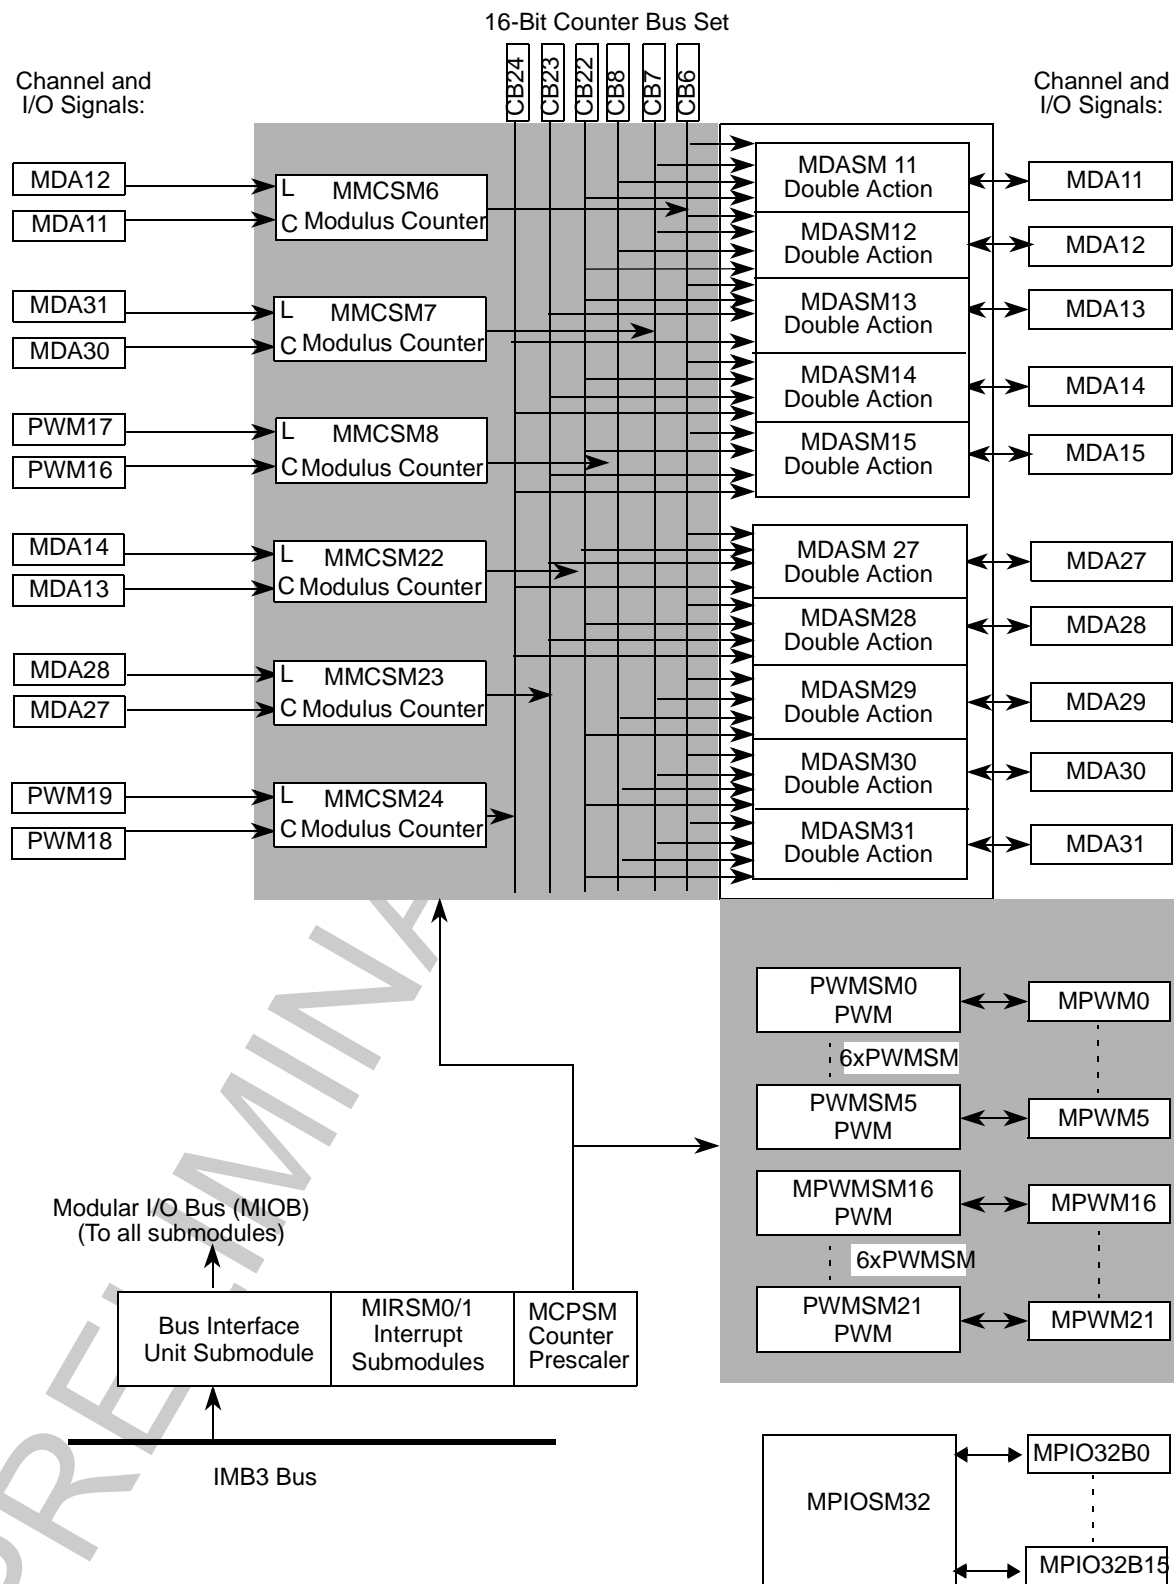 16-Bit Counter Bus Set
CB24
CB23
CB22
CB8
CB7
CB6
Channel and
I/O Signals:
Channel and
I/O Signals:
MDA12
MDA11
L
C
MMCSM6
Modulus Counter
MDA31
MDA30
L
C
MMCSM7
Modulus Counter
PWM17
PWM16
L
C
MMCSM8
Modulus Counter
MDA14
MDA13
L
C
MMCSM22
Modulus Counter
MDA28
MDA27
L
C
MMCSM23
Modulus Counter
PWM19
PWM18
L
C
MMCSM24
Modulus Counter
MDASM 11
Double Action
MDA11
MDASM12
Double Action
MDA12
MDASM13
Double Action
MDA13
MDASM14
Double Action
MDA14
MDASM15
Double Action
MDA15
MDASM 27
Double Action
MDA27
MDASM28
Double Action
MDA28
MDASM29
Double Action
MDA29
MDASM30
Double Action
MDA30
MDASM31
Double Action
MDA31
PWMSM0
PWM
MPWM0
6xPWMSM
PWMSM5
PWM
MPWM5
MPWMSM16
PWM
MPWM16
6xPWMSM
PWMSM21
PWM
MPWM21
Modular I/O Bus (MIOB)
(To all submodules)
Bus Interface
Unit Submodule
MIRSM0/1
Interrupt
Submodules
MCPSM
Counter
Prescaler
IMB3 Bus
MPIOSM32
MPIO32B0
MPIO32B15